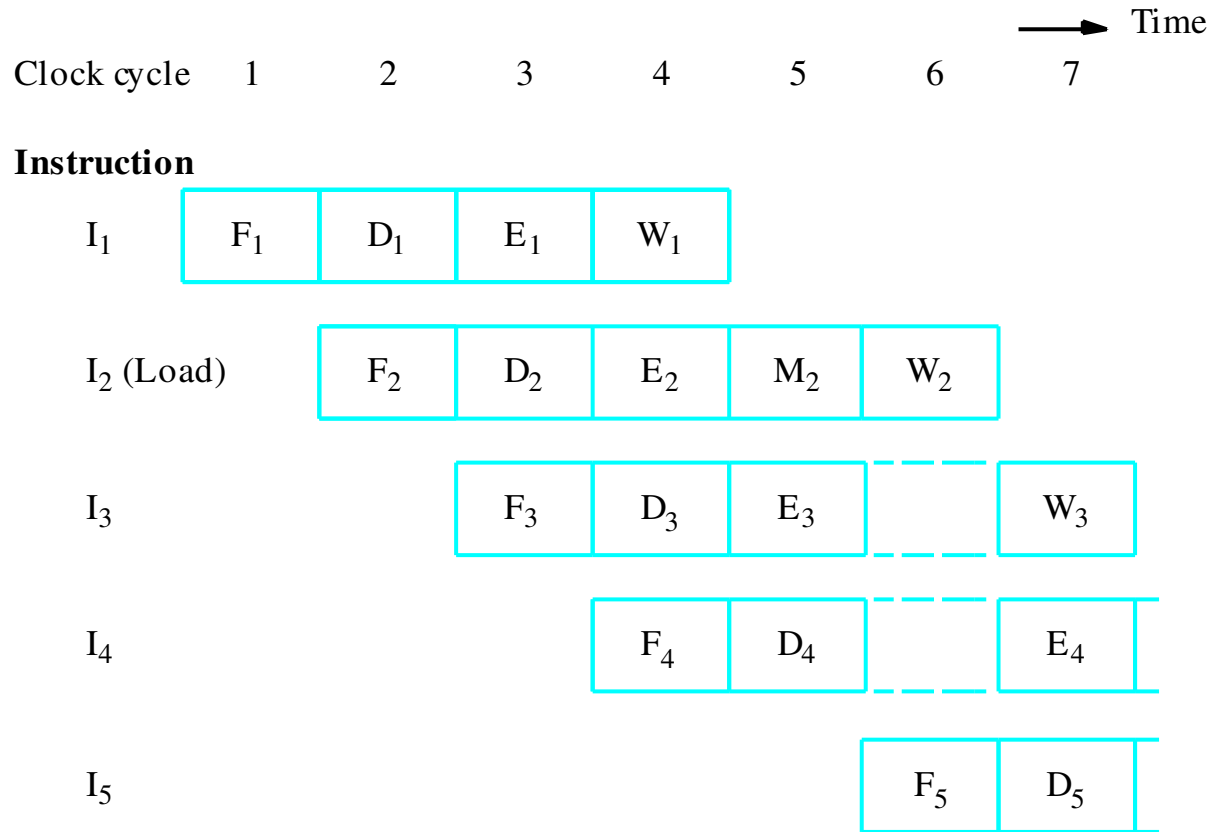 Time
Clock cycle 1 2 3 4 5 6 7
Instruction
I₁ F₁ D₁ E₁ W₁
I₂ (Load) F₂ D₂ E₂ M₂ W₂
I₃ F₃ D₃ E₃ W₃
I₄ F₄ D₄ E₄
I₅ F₅ D₅